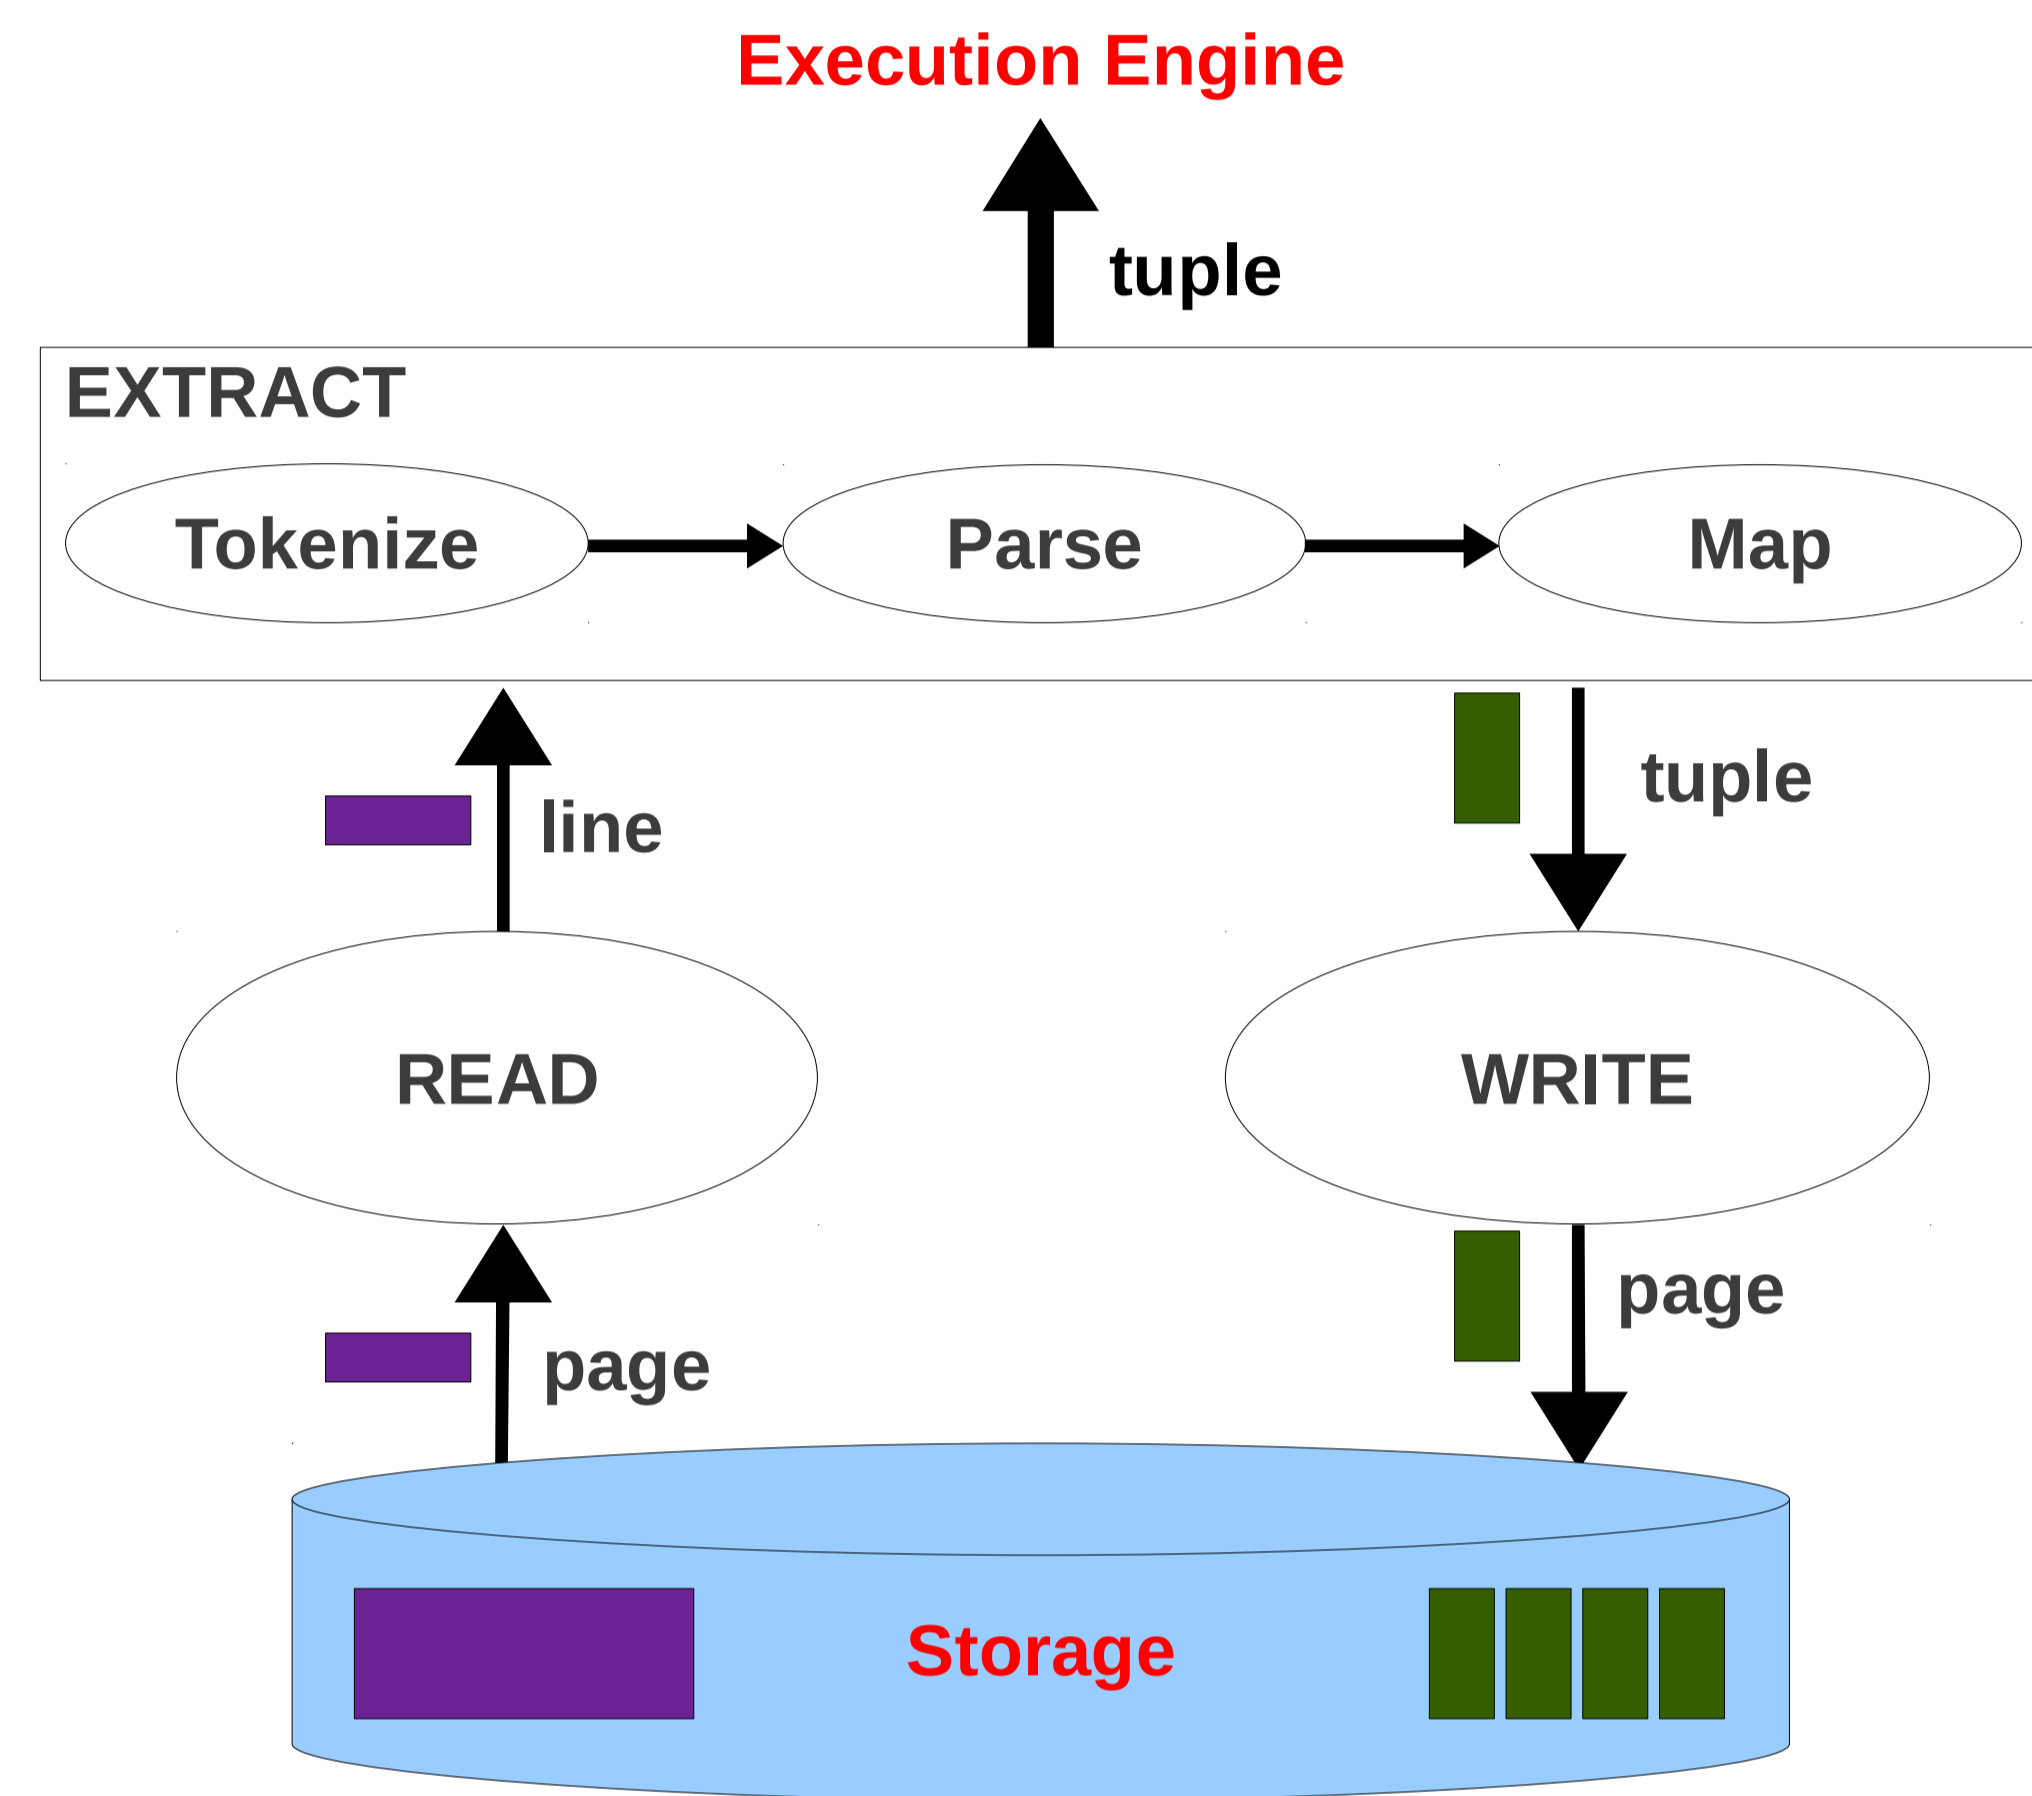 Execution Engine
tuple
EXTRACT
Tokenize
Parse
Map
line
tuple
READ
WRITE
page
page
Storage